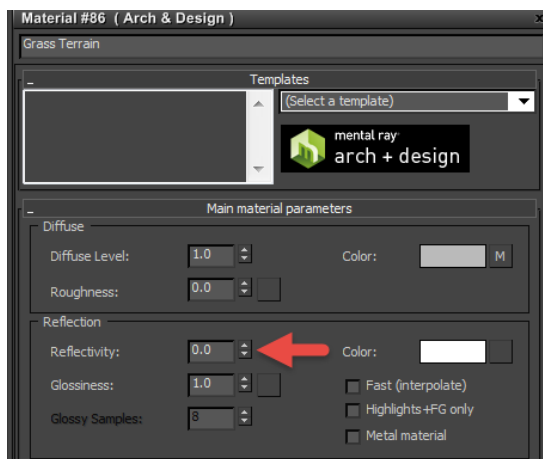 Material #86 ( Arch & Design ) x
Grass Terrain
- Templates
(Select a template)
mental ray
arch + design
- Main material parameters
Diffuse
Diffuse Level: 1.0 Color: M
Roughness: 0.0
Reflection
Reflectivity: 0.0 Color:
Glossiness: 1.0 Fast (interpolate)
Highlights+FG only
Glossy Samples: 8
Metal material